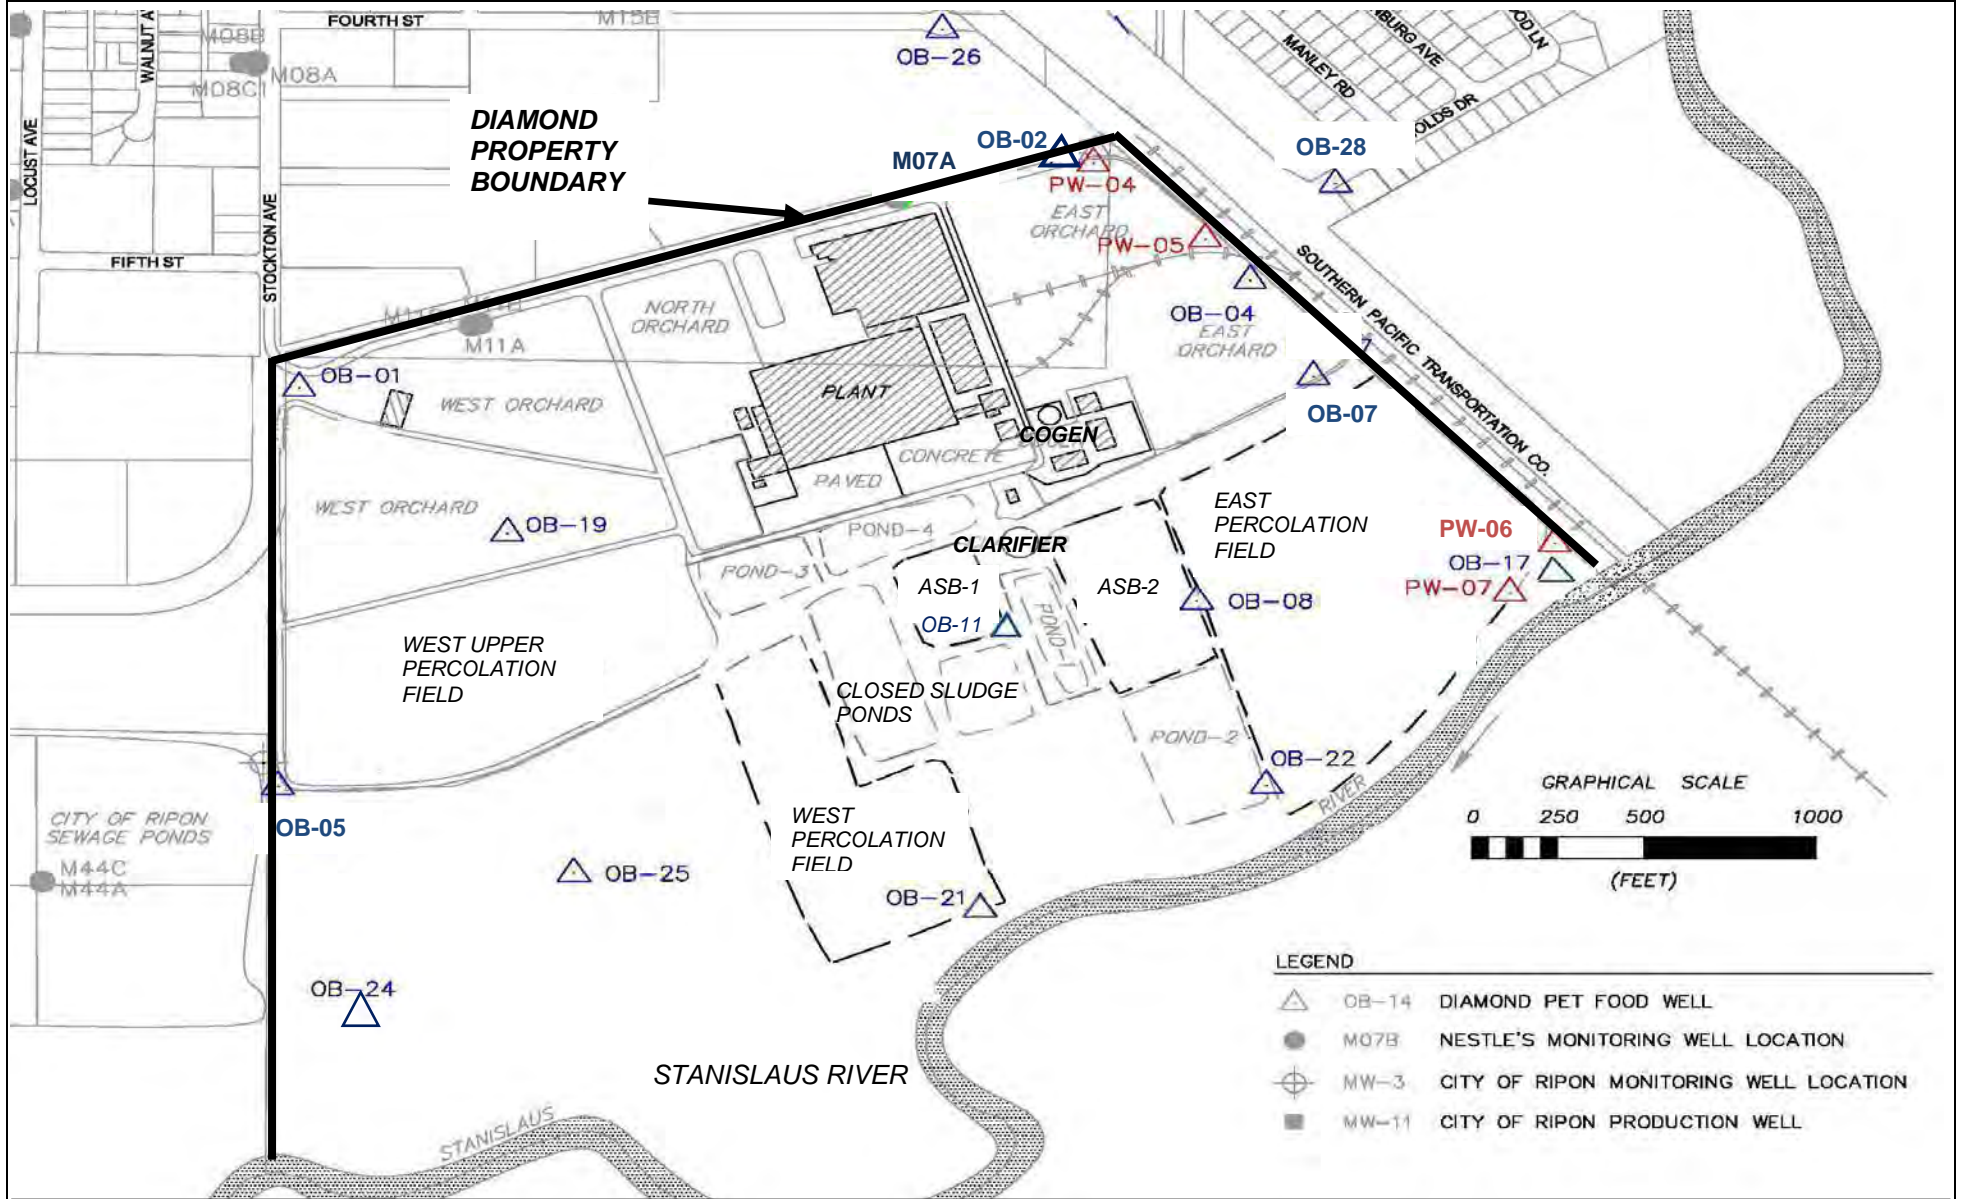 FOURTH ST
M15B
WALNUT
M08B
M08A
M08C1
LOCUST AVE
STOCKTON AVE
FIFTH ST
OB-26
MANLEY RD
BURG AVE
OD LN
OLDS DR
DIAMOND
PROPERTY
BOUNDARY
OB-02
M07A
PW-04
OB-28
EAST
ORCHARD
PW-05
SOUTHERN PACIFIC TRANSPORTATION CO.
OB-04
EAST
ORCHARD
7
OB-07
NORTH
ORCHARD
M11A
OB-01
WEST ORCHARD
PLANT
COGEN
CONCRETE
PAVED
WEST ORCHARD
OB-19
POND-4
CLARIFIER
POND-3
ASB-1
OB-11
POND-1
ASB-2
OB-08
EAST
PERCOLATION
FIELD
PW-06
OB-17
PW-07
WEST UPPER
PERCOLATION
FIELD
CLOSED SLUDGE
PONDS
POND-2
OB-22
RIVER
CITY OF RIPON
SEWAGE PONDS
OB-05
M44C
M44A
OB-25
WEST
PERCOLATION
FIELD
OB-21
OB-24
STANISLAUS RIVER
STANISLAUS
GRAPHICAL SCALE
0 250 500 1000
(FEET)
LEGEND
OB-14 DIAMOND PET FOOD WELL
M07B NESTLE'S MONITORING WELL LOCATION
MW-3 CITY OF RIPON MONITORING WELL LOCATION
MW-11 CITY OF RIPON PRODUCTION WELL